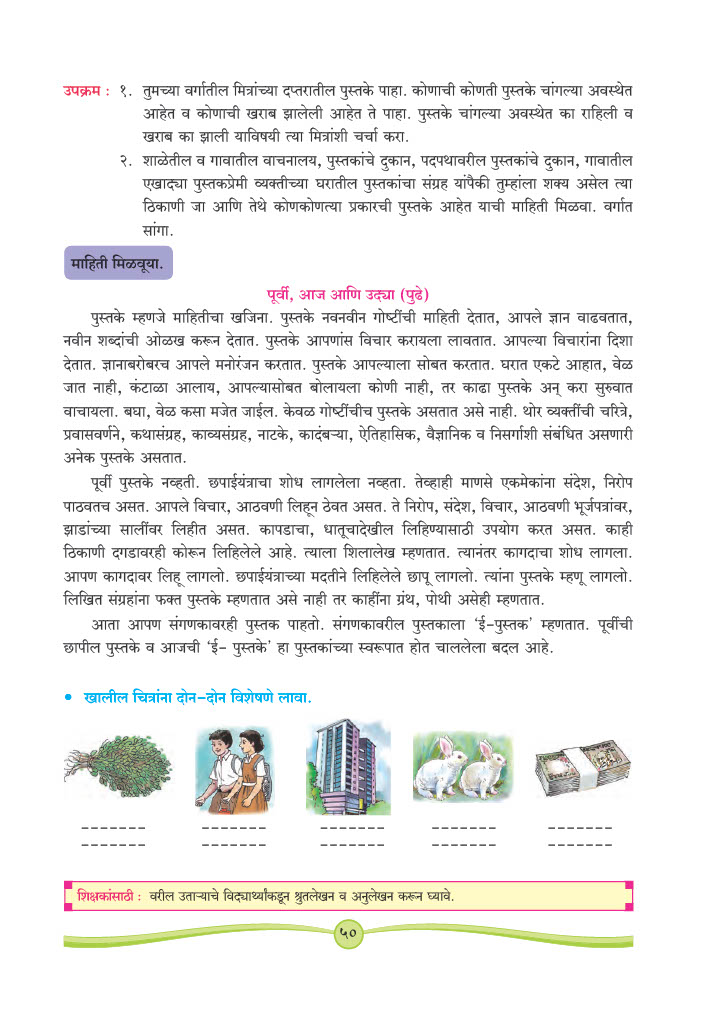 उपक्रम : १. तुमच्या वर्गातील मित्रांच्या दप्तरातील पुस्तके पाहा. कोणाची कोणती पुस्तके चांगल्या अवस्थेत
आहेत व कोणाची खराब झालेली आहेत ते पाहा. पुस्तके चांगल्या अवस्थेत का राहिली व
खराब का झाली याविषयी त्या मित्रांशी चर्चा करा.
२. शाळेतील व गावातील वाचनालय, पुस्तकांचे दुकान, पदपथावरील पुस्तकांचे दुकान, गावातील
एखाद्या पुस्तकप्रेमी व्यक्तीच्या घरातील पुस्तकांचा संग्रह यांपैकी तुम्हांला शक्य असेल त्या
ठिकाणी जा आणि तेथे कोणकोणत्या प्रकारची पुस्तके आहेत याची माहिती मिळवा. वर्गात
सांगा.
माहिती मिळवूया.
पूर्वी, आज आणि उद्या (पुढे)
पुस्तके म्हणजे माहितीचा खजिना. पुस्तके नवनवीन गोष्टींची माहिती देतात, आपले ज्ञान वाढवतात,
नवीन शब्दांची ओळख करून देतात. पुस्तके आपणांस विचार करायला लावतात. आपल्या विचारांना दिशा
देतात. ज्ञानाबरोबरच आपले मनोरंजन करतात. पुस्तके आपल्याला सोबत करतात. घरात एकटे आहात, वेळ
जात नाही, कंटाळा आलाय, आपल्यासोबत बोलायला कोणी नाही, तर काढा पुस्तके अन् करा सुरुवात
वाचायला. बघा, वेळ कसा मजेत जाईल. केवळ गोष्टींचीच पुस्तके असतात असे नाही. थोर व्यक्तींची चरित्रे,
प्रवासवर्णने, कथासंग्रह, काव्यसंग्रह, नाटके, कादंबऱ्या, ऐतिहासिक, वैज्ञानिक व निसर्गाशी संबंधित असणारी
अनेक पुस्तके असतात.
पूर्वी पुस्तके नव्हती. छपाईयंत्राचा शोध लागलेला नव्हता. तेव्हाही माणसे एकमेकांना संदेश, निरोप
पाठवतच असत. आपले विचार, आठवणी लिहून ठेवत असत. ते निरोप, संदेश, विचार, आठवणी भूर्जपत्रांवर,
झाडांच्या सालींवर लिहीत असत. कापडाचा, धातूचादेखील लिहिण्यासाठी उपयोग करत असत. काही
ठिकाणी दगडावरही कोरून लिहिलेले आहे. त्याला शिलालेख म्हणतात. त्यानंतर कागदाचा शोध लागला.
आपण कागदावर लिहू लागलो. छपाईयंत्राच्या मदतीने लिहिलेले छापू लागलो. त्यांना पुस्तके म्हणू लागलो.
लिखित संग्रहांना फक्त पुस्तके म्हणतात असे नाही तर काहींना ग्रंथ, पोथी असेही म्हणतात.
आता आपण संगणकावरही पुस्तक पाहतो. संगणकावरील पुस्तकाला ‘ई-पुस्तक’ म्हणतात. पूर्वीची
छापील पुस्तके व आजची ‘ई- पुस्तके’ हा पुस्तकांच्या स्वरूपात होत चाललेला बदल आहे.
• खालील चित्रांना दोन-दोन विशेषणे लावा.
शिक्षकांसाठी : वरील उताऱ्याचे विद्यार्थ्यांकडून श्रुतलेखन व अनुलेखन करून घ्यावे.
५०